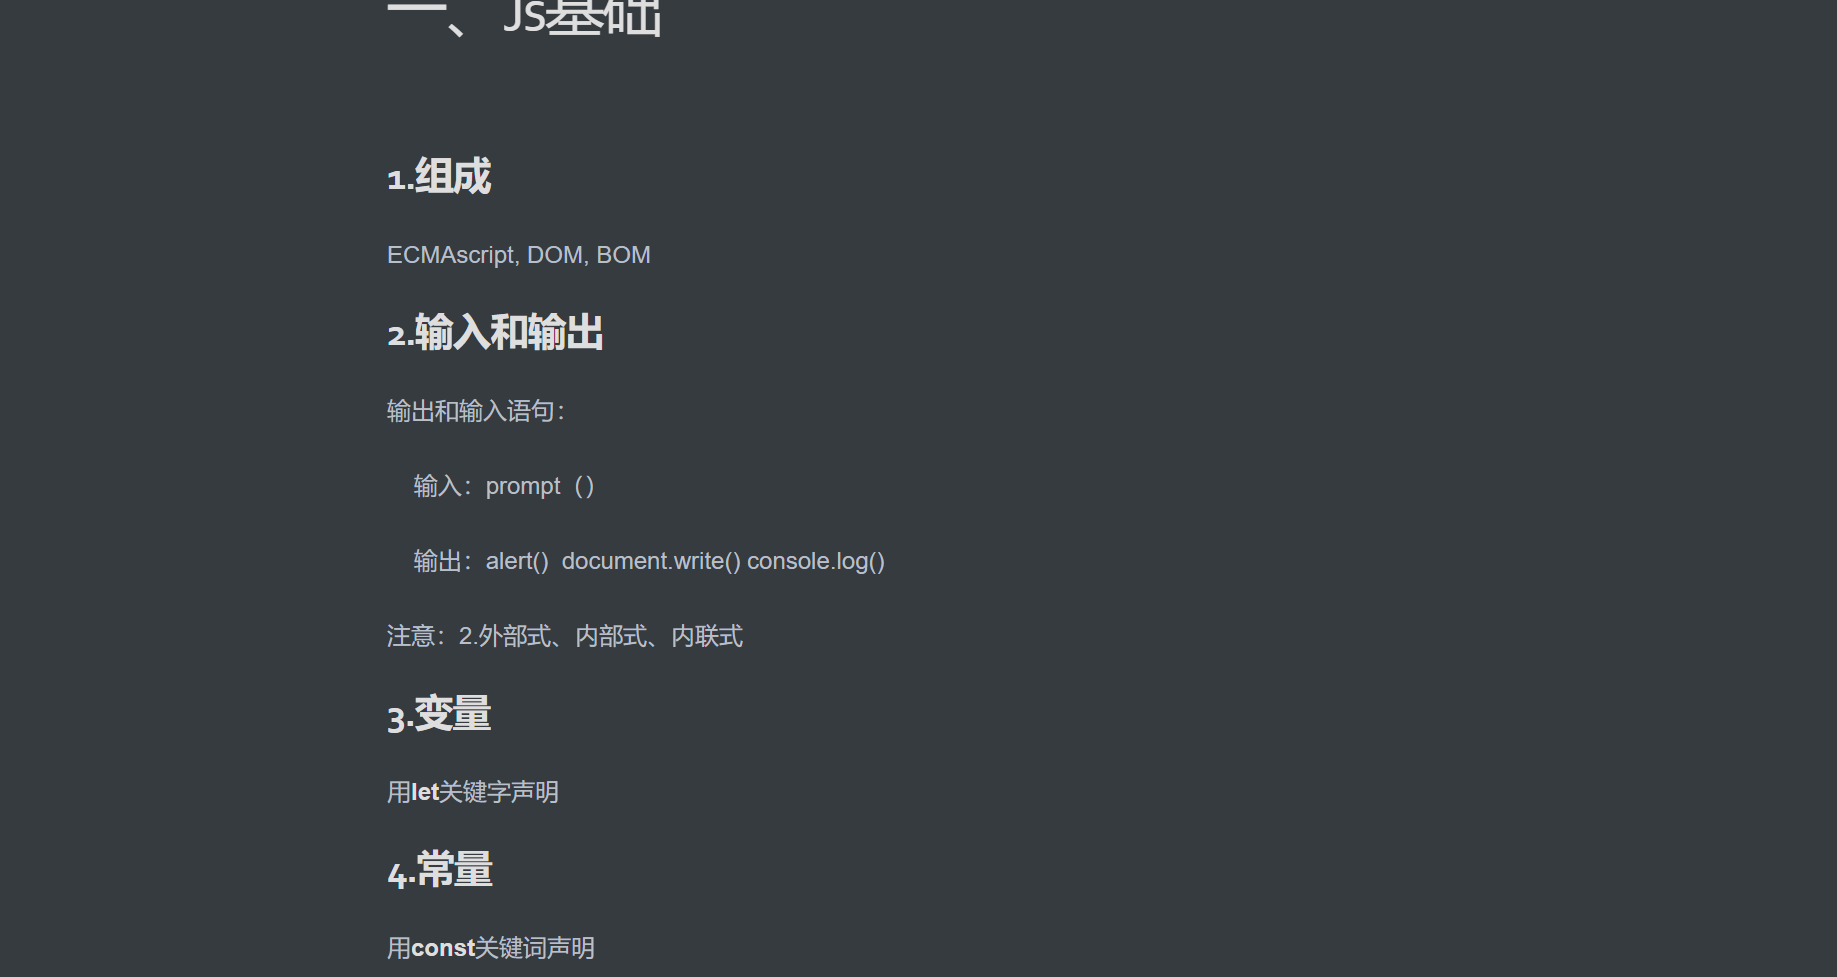 一、Js基础
1.组成
ECMAscript, DOM, BOM
2.输入和输出
输出和输入语句：
输入：prompt（）
输出：alert()  document.write() console.log()
注意：2.外部式、内部式、内联式
3.变量
用let关键字声明
4.常量
用const关键词声明